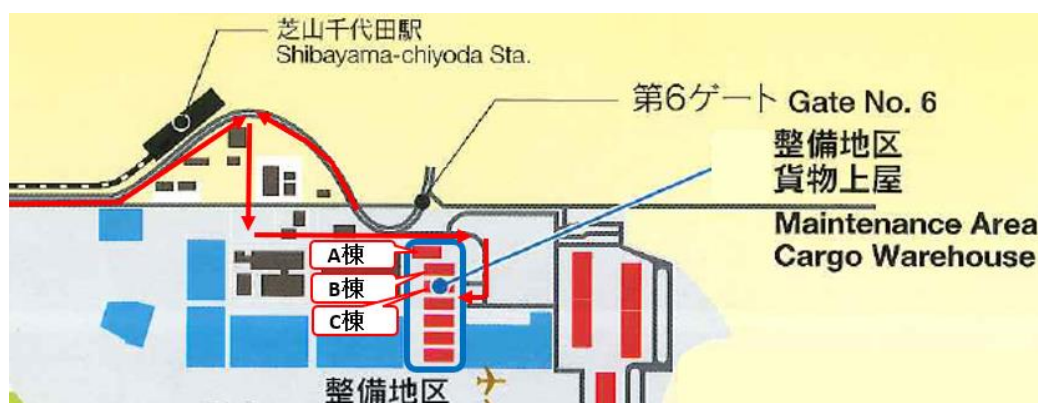 芝山千代田駅
Shibayama-chiyoda Sta.
第6ゲート Gate No. 6
整備地区
貨物上屋
Maintenance Area
Cargo Warehouse
A棟
B棟
C棟
整備地区